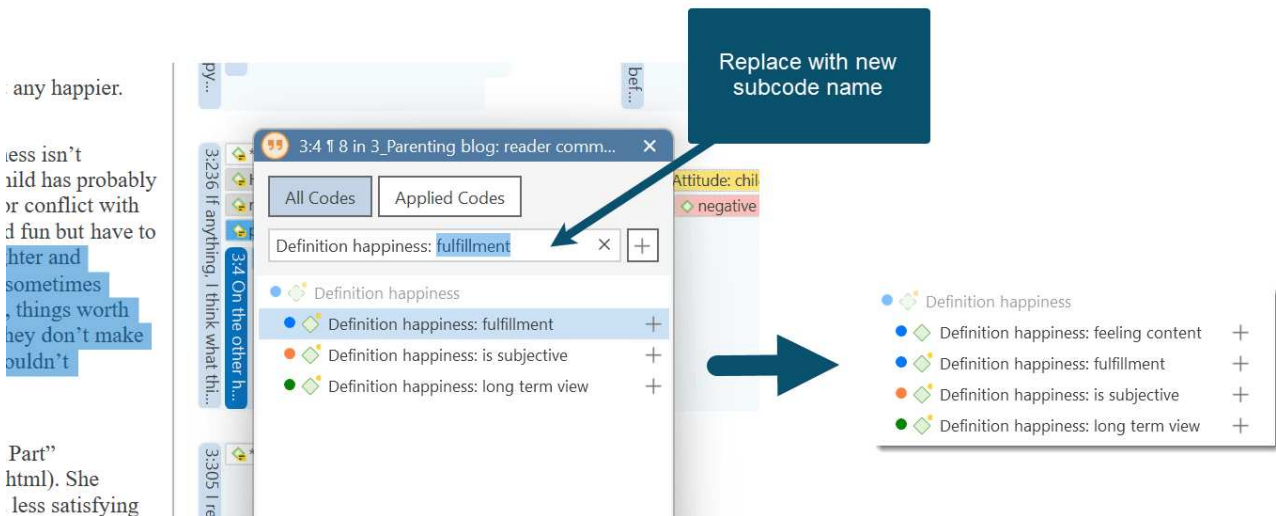 Replace with new
subcode name
any happier.
ness isn't
hild has probably
or conflict with
d fun but have to
hter and
sometimes
, things worth
hey don't make
ouldn't
Part"
html). She
less satisfying
py...
bef...
3:236 If anything, I think what thi...
3:4 On the other h...
3:305 I re
3:4 ¶ 8 in 3_Parenting blog: reader comm...
All Codes
Applied Codes
Definition happiness: fulfillment
Definition happiness
Definition happiness: fulfillment
Definition happiness: is subjective
Definition happiness: long term view
Attitude: chil
negative
Definition happiness
Definition happiness: feeling content
Definition happiness: fulfillment
Definition happiness: is subjective
Definition happiness: long term view